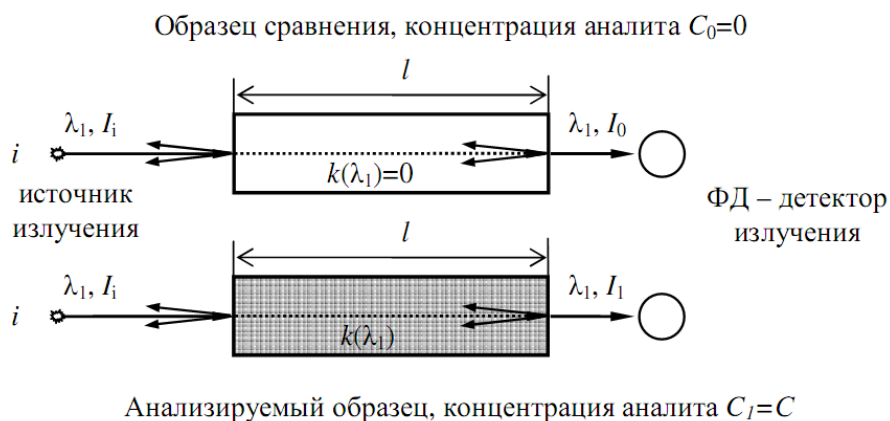 Образец сравнения, концентрация аналита C₀=0
l
λ₁, Iᵢ
λ₁, I₀
i
k(λ₁)=0
источник
излучения
ФД – детектор
излучения
l
λ₁, Iᵢ
λ₁, I₁
i
k(λ₁)
Анализируемый образец, концентрация аналита C₁=C